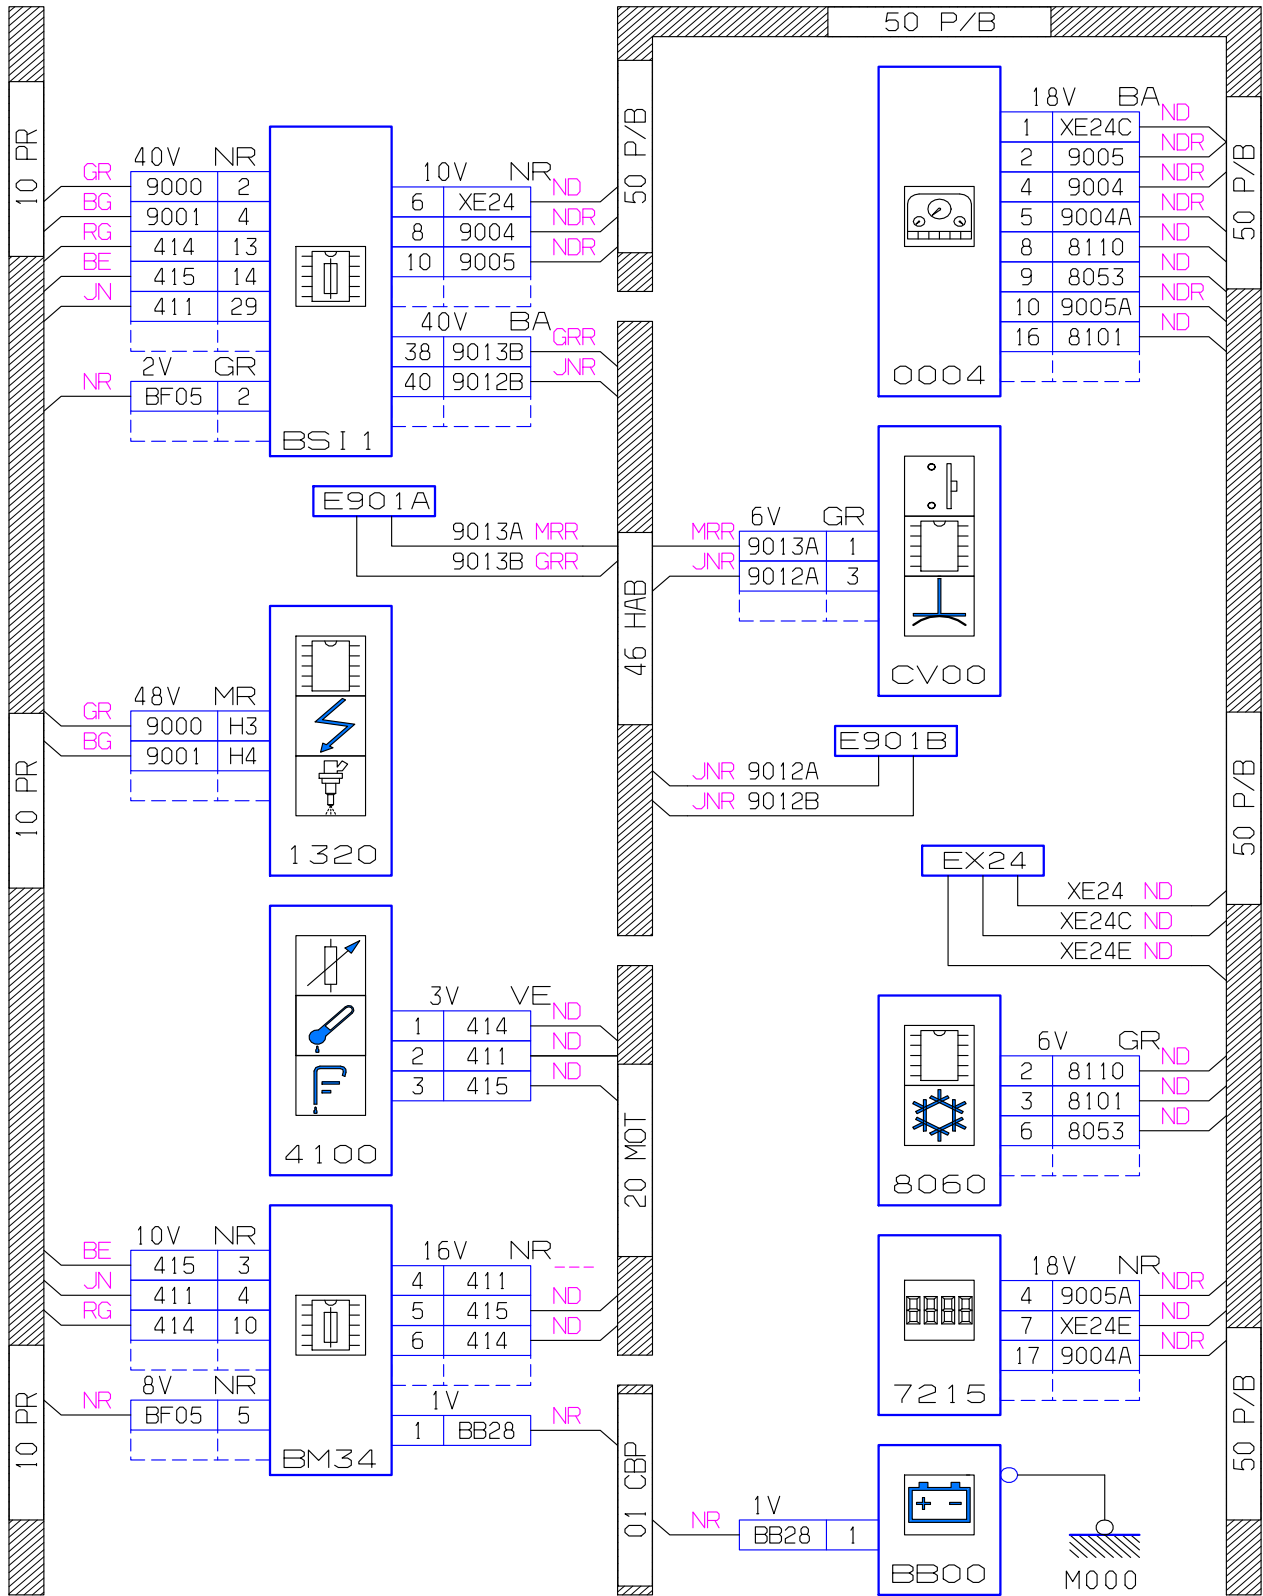 50 P/B
10 PR
40V NR
GR 9000 2
BG 9001 4
RG 414 13
BE 415 14
JN 411 29
2V GR
NR BF05 2
BSI1
10V NR
6 XE24 ND
8 9004 NDR
10 9005 NDR
40V BA
38 9013B GRR
40 9012B JNR
50 P/B
18V BA
1 XE24C ND
2 9005 NDR
4 9004 NDR
5 9004A NDR
8 8110 ND
9 8053 ND
10 9005A NDR
16 8101 ND
0004
50 P/B
E901A
9013A MRR
9013B GRR
46 HAB
6V GR
MRR 9013A 1
JNR 9012A 3
CV00
10 PR
48V MR
GR 9000 H3
BG 9001 H4
1320
E901B
JNR 9012A
JNR 9012B
50 P/B
EX24
XE24 ND
XE24C ND
XE24E ND
3V VE
1 414 ND
2 411 ND
3 415 ND
4100
20 MOT
6V GR
2 8110 ND
3 8101 ND
6 8053 ND
8060
10V NR
BE 415 3
JN 411 4
RG 414 10
8V NR
NR BF05 5
BM34
10 PR
16V NR
4 411 ---
5 415 ND
6 414 ND
1V
1 BB28 NR
18V NR
4 9005A NDR
7 XE24E ND
17 9004A NDR
7215
50 P/B
01 CBP
1V
NR BB28 1
+ -
BB00
M000